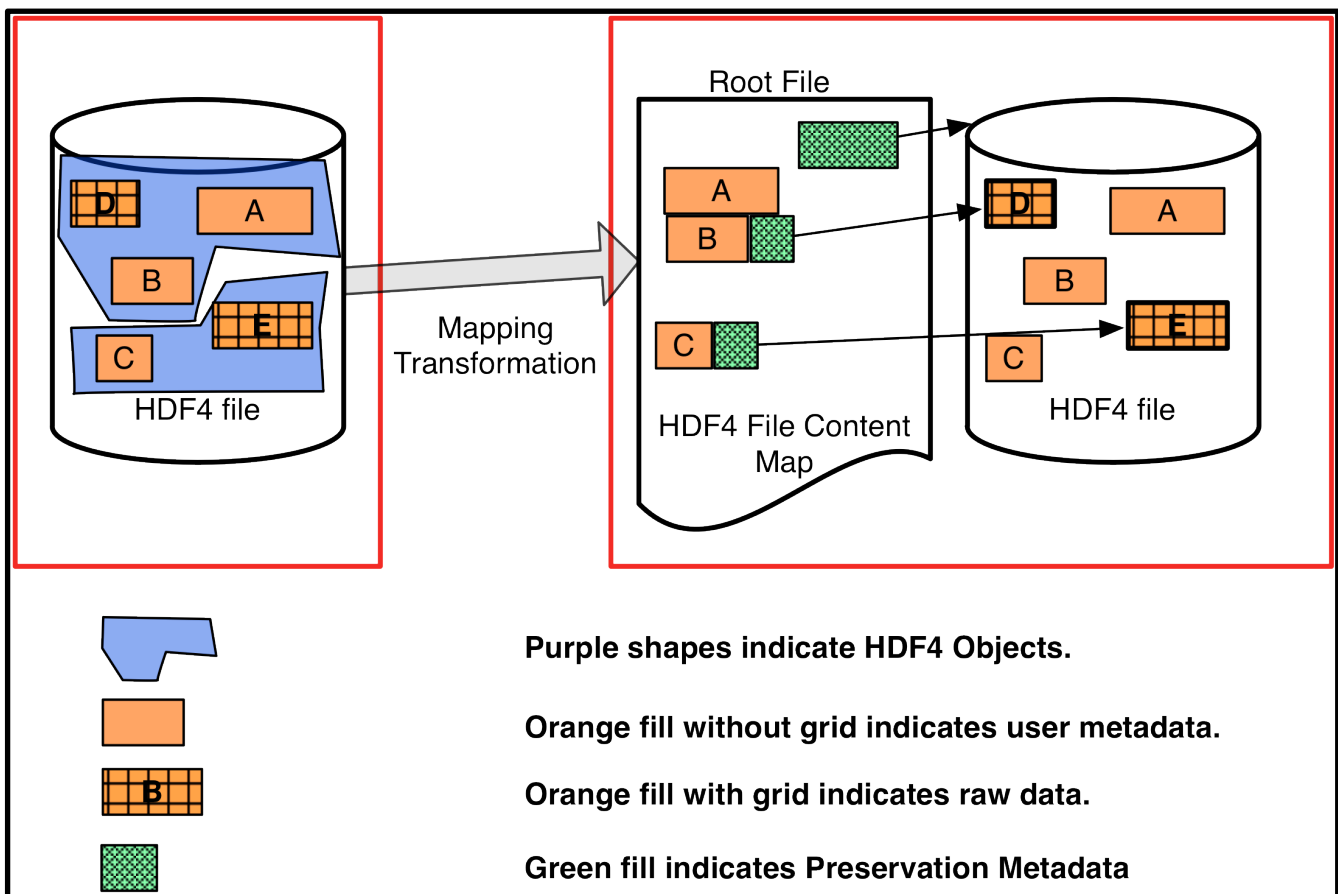 Root File
D
A
B
E
C
HDF4 file
Mapping
Transformation
A
B
C
HDF4 File Content
Map
D
A
B
E
C
HDF4 file
Purple shapes indicate HDF4 Objects.
Orange fill without grid indicates user metadata.
B
Orange fill with grid indicates raw data.
Green fill indicates Preservation Metadata